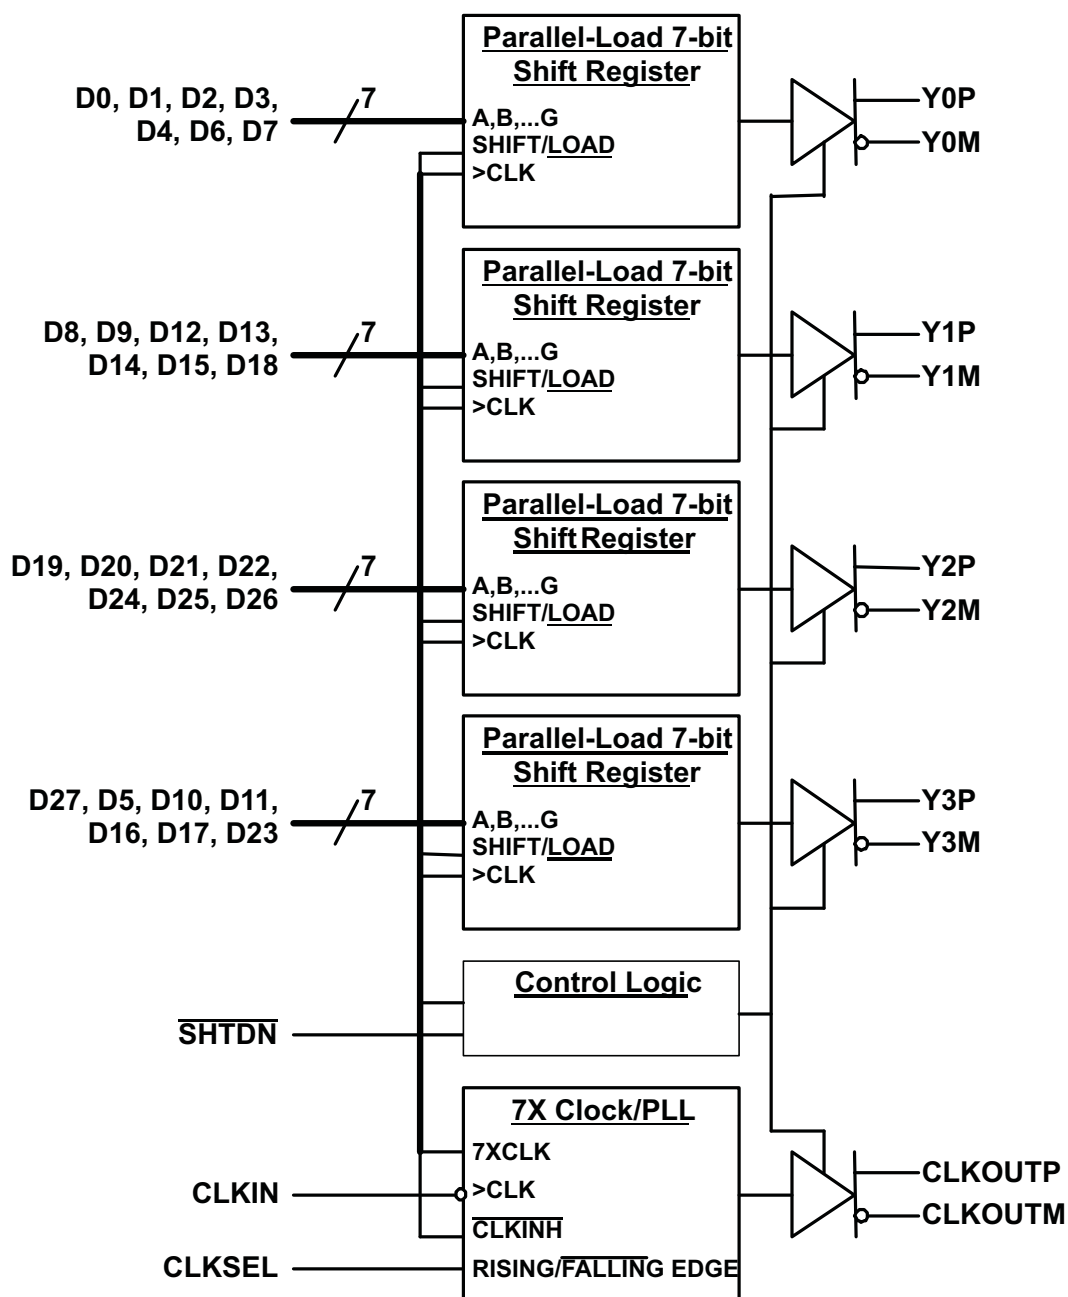 Parallel-Load 7-bit
Shift Register
D0, D1, D2, D3,
D4, D6, D7
7
A,B,...G
SHIFT/LOAD
>CLK
Y0P
Y0M
Parallel-Load 7-bit
Shift Register
D8, D9, D12, D13,
D14, D15, D18
7
A,B,...G
SHIFT/LOAD
>CLK
Y1P
Y1M
Parallel-Load 7-bit
Shift Register
D19, D20, D21, D22,
D24, D25, D26
7
A,B,...G
SHIFT/LOAD
>CLK
Y2P
Y2M
Parallel-Load 7-bit
Shift Register
D27, D5, D10, D11,
D16, D17, D23
7
A,B,...G
SHIFT/LOAD
>CLK
Y3P
Y3M
Control Logic
SHTDN
7X Clock/PLL
7XCLK
CLKIN
>CLK
CLKINH
CLKSEL
RISING/FALLING EDGE
CLKOUTP
CLKOUTM